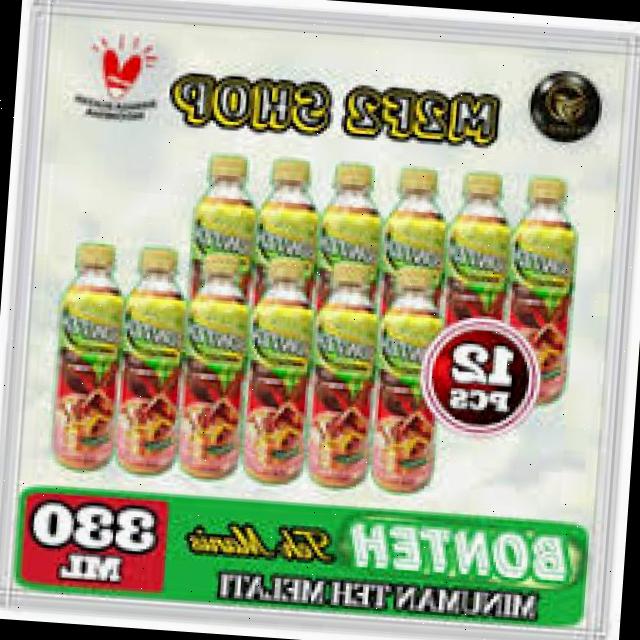 M2F2 SHOP
12
PCS
BONTEH Teh Manis
MINUMAN TEH MELATI
330
ML